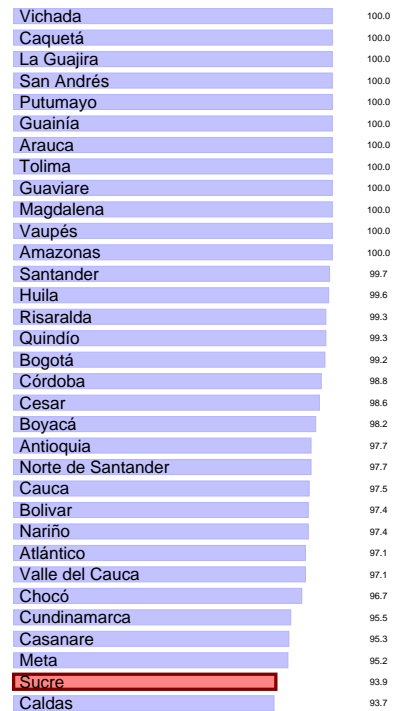 Vichada 100.0
Caquetá 100.0
La Guajira 100.0
San Andrés 100.0
Putumayo 100.0
Guainía 100.0
Arauca 100.0
Tolima 100.0
Guaviare 100.0
Magdalena 100.0
Vaupés 100.0
Amazonas 100.0
Santander 99.7
Huila 99.6
Risaralda 99.3
Quindío 99.3
Bogotá 99.2
Córdoba 98.8
Cesar 98.6
Boyacá 98.2
Antioquia 97.7
Norte de Santander 97.7
Cauca 97.5
Bolivar 97.4
Nariño 97.4
Atlántico 97.1
Valle del Cauca 97.1
Chocó 96.7
Cundinamarca 95.5
Casanare 95.3
Meta 95.2
Sucre 93.9
Caldas 93.7